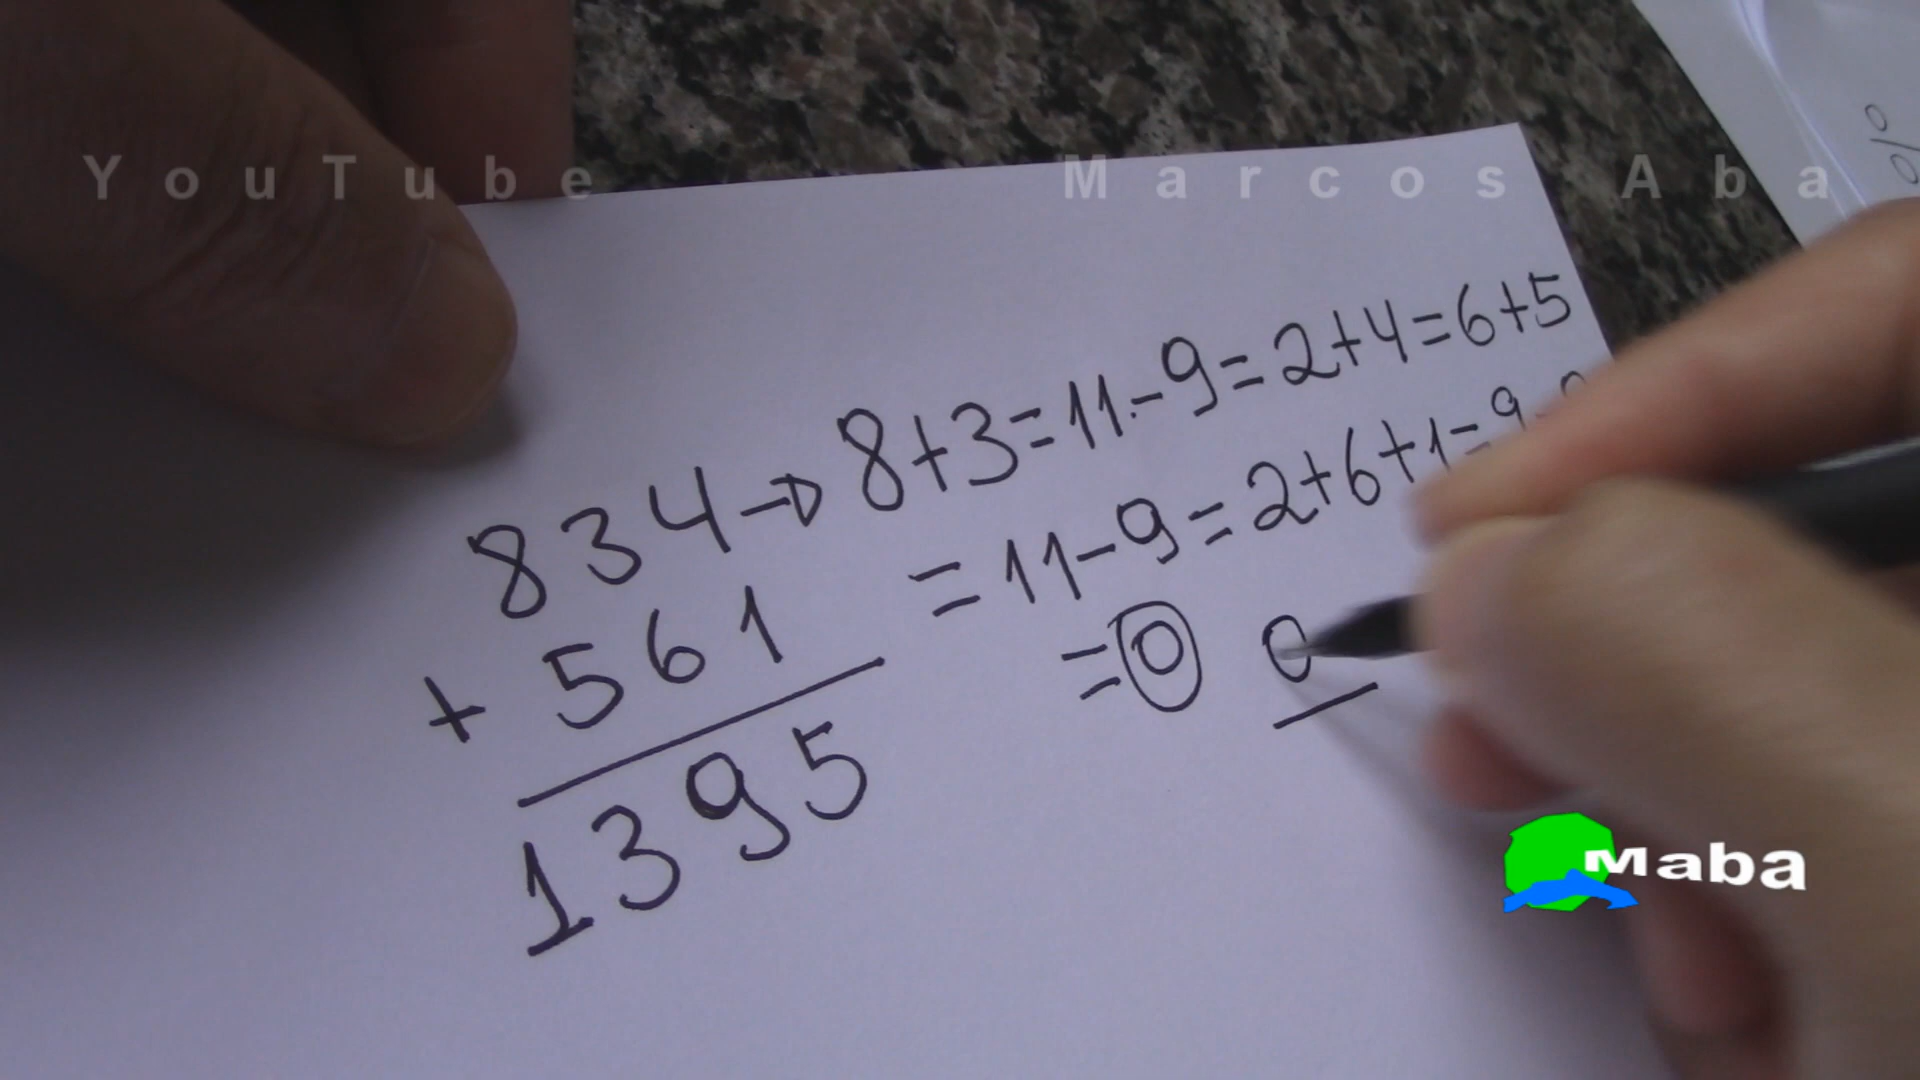 YouTube Marcos Aba
834 → 8+3=11-9=2+4=6+5
+ 561 =11-9=2+6+1=9-
=0 0
1395
Maba
%